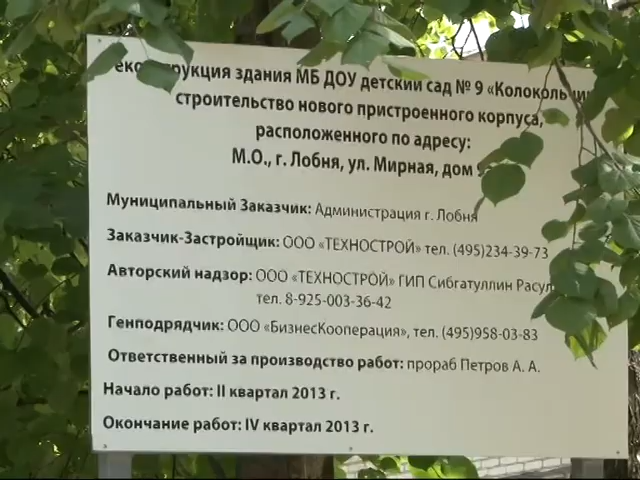 еконструкция здания МБ ДОУ детский сад № 9 «Колокольчик
строительство нового пристроенного корпуса,
расположенного по адресу:
М.О., г. Лобня, ул. Мирная, дом
Муниципальный Заказчик: Администрация г. Лобня
Заказчик-Застройщик: ООО «ТЕХНОСТРОЙ» тел. (495)234-39-73
Авторский надзор: ООО «ТЕХНОСТРОЙ» ГИП Сибгатуллин Расул
тел. 8-925-003-36-42
Генподрядчик: ООО «БизнесКооперация», тел. (495)958-03-83
Ответственный за производство работ: прораб Петров А. А.
Начало работ: II квартал 2013 г.
Окончание работ: IV квартал 2013 г.